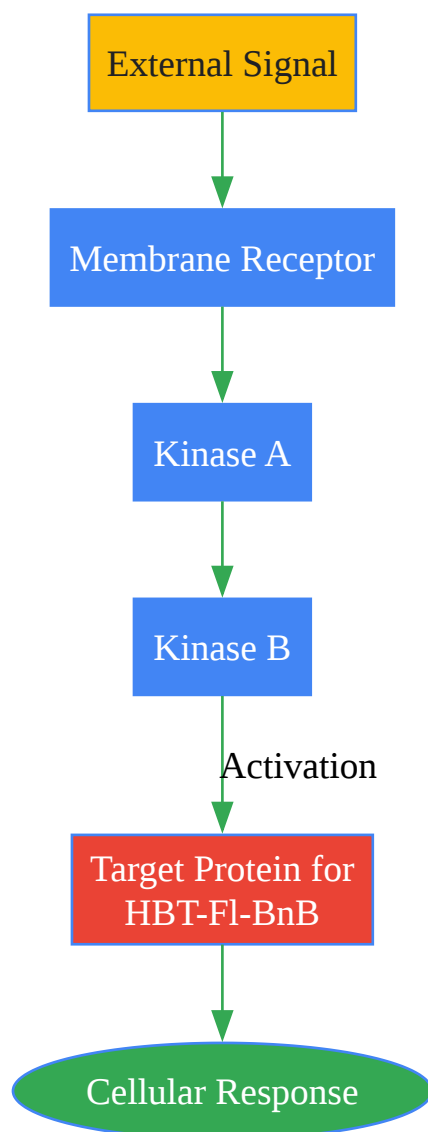 External Signal
Membrane Receptor
Kinase A
Kinase B
Activation
Target Protein for
HBT-Fl-BnB
Cellular Response